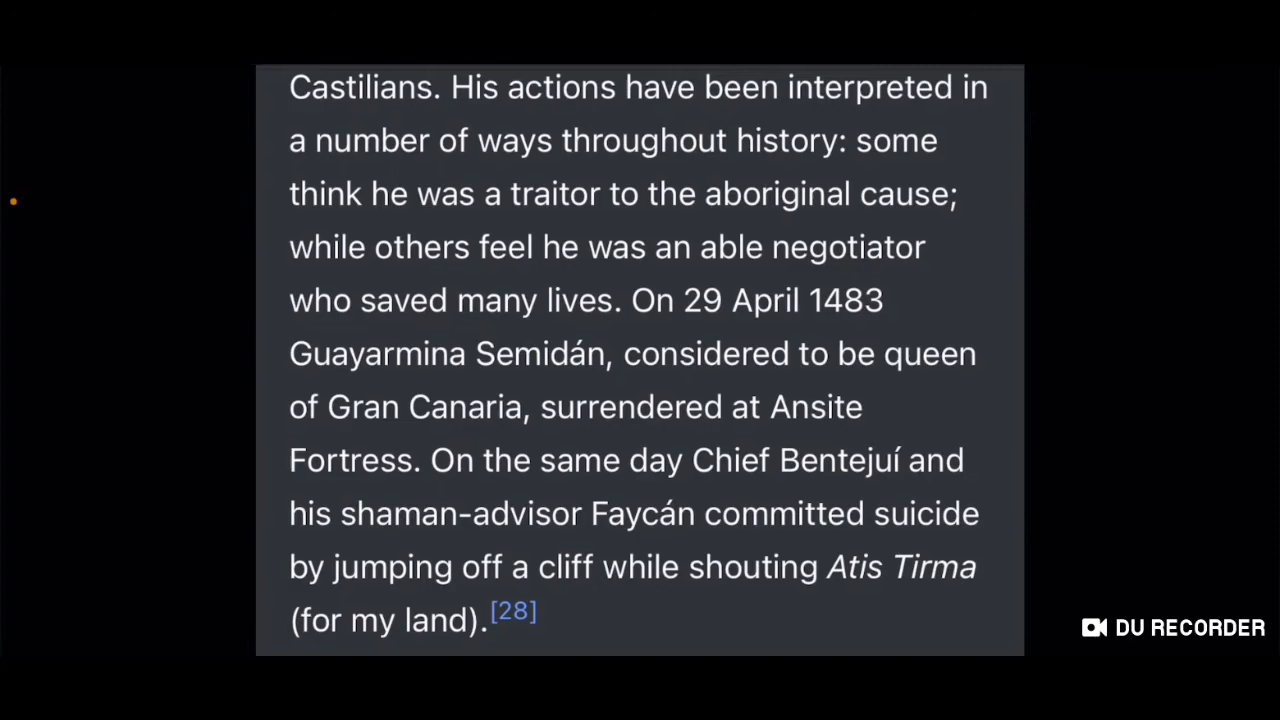 Castilians. His actions have been interpreted in
a number of ways throughout history: some
think he was a traitor to the aboriginal cause;
while others feel he was an able negotiator
who saved many lives. On 29 April 1483
Guayarmina Semidán, considered to be queen
of Gran Canaria, surrendered at Ansite
Fortress. On the same day Chief Bentejuí and
his shaman-advisor Faycán committed suicide
by jumping off a cliff while shouting Atis Tirma
(for my land).[28]
DU RECORDER